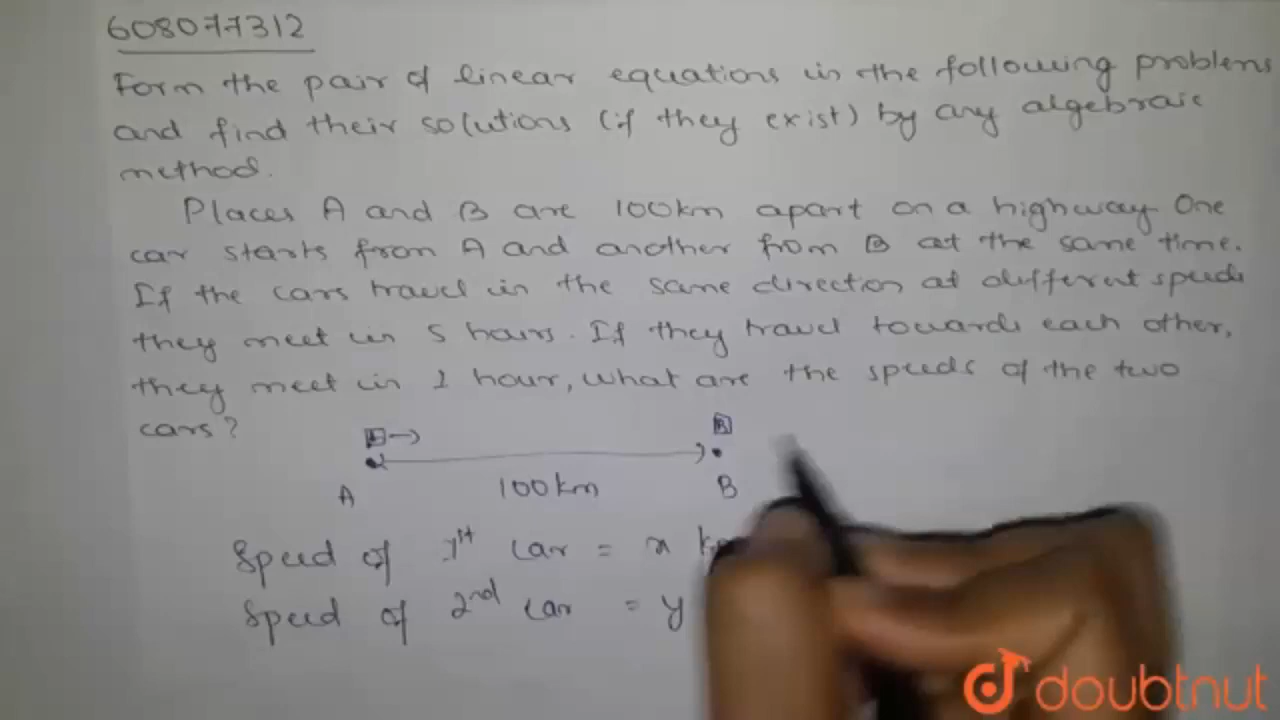 608077312
Form the pair of linear equations in the following problems
and find their solutions (if they exist) by any algebraic
method.
Places A and B are 100km apart on a highway. One
car starts from A and another from B at the same time.
If the cars travel in the same direction at different speeds
they meet in 5 hours. If they travel towards each other,
they meet in 1 hour, what are the speeds of the two
cars?
A 100km B
Speed of 1st car = x
Speed of 2nd car = y
doubtnut